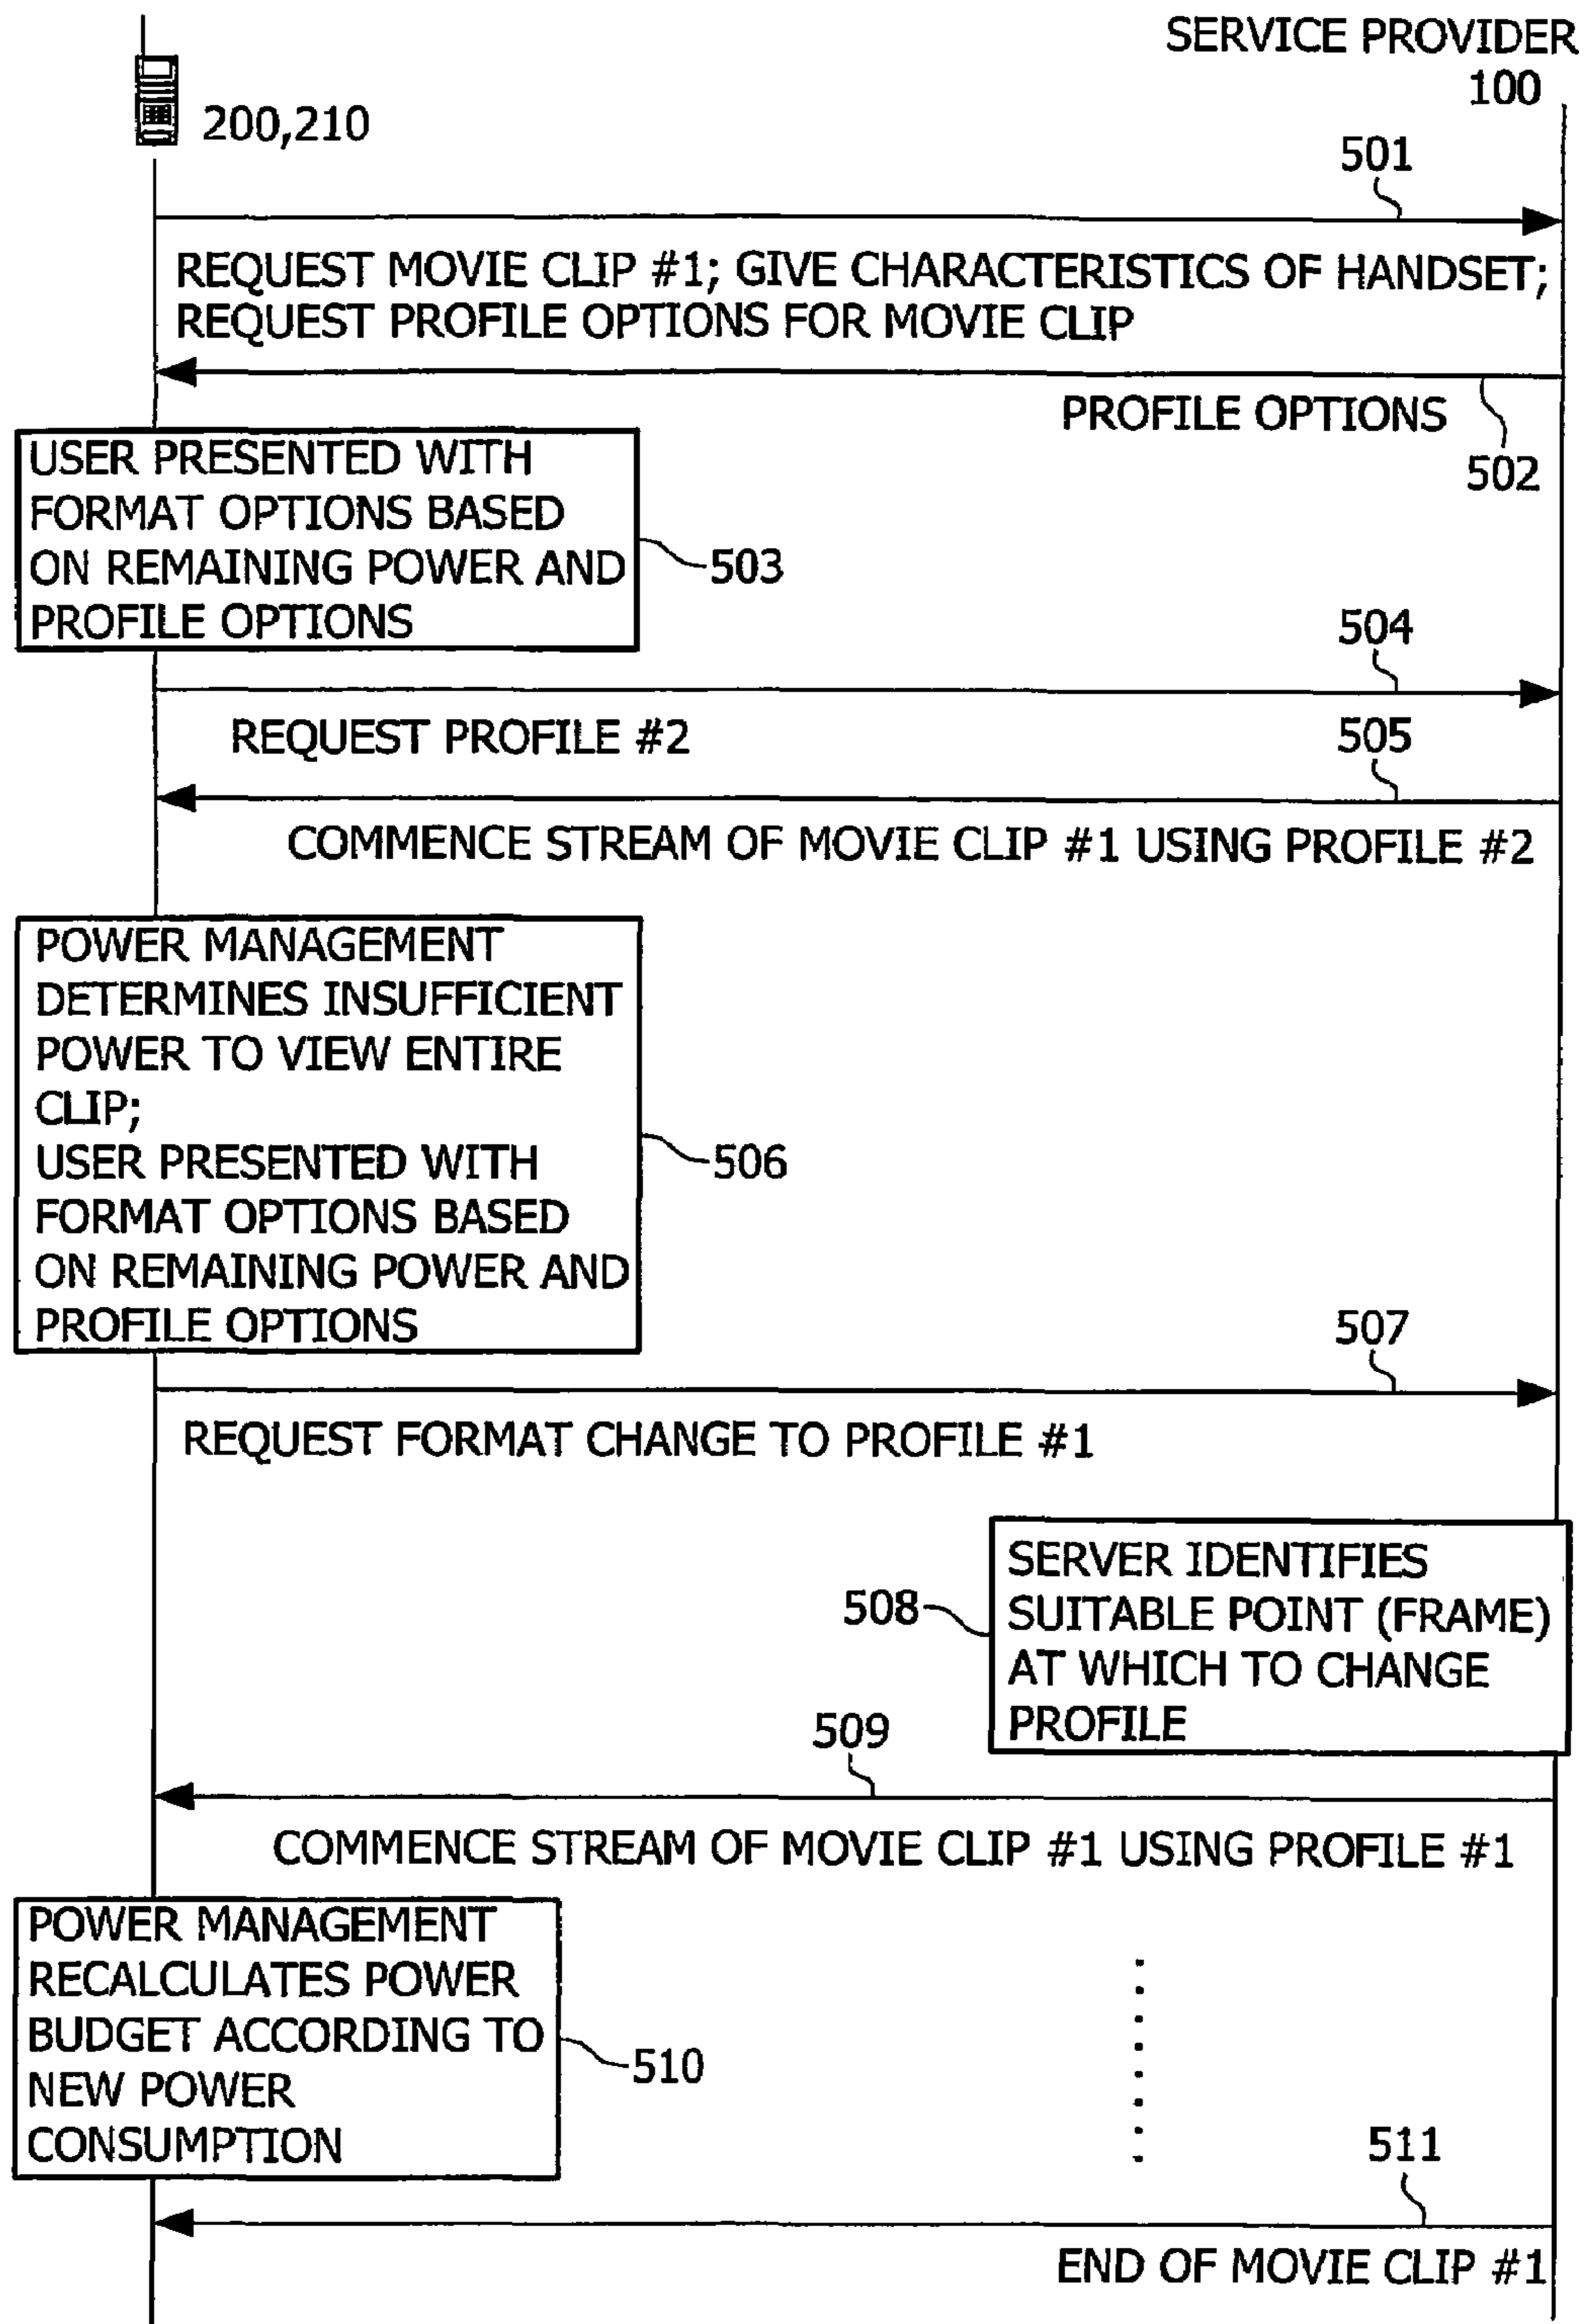 SERVICE PROVIDER
100
200,210
501
REQUEST MOVIE CLIP #1; GIVE CHARACTERISTICS OF HANDSET;
REQUEST PROFILE OPTIONS FOR MOVIE CLIP
PROFILE OPTIONS
502
USER PRESENTED WITH
FORMAT OPTIONS BASED
ON REMAINING POWER AND
PROFILE OPTIONS
503
504
REQUEST PROFILE #2
505
COMMENCE STREAM OF MOVIE CLIP #1 USING PROFILE #2
POWER MANAGEMENT
DETERMINES INSUFFICIENT
POWER TO VIEW ENTIRE
CLIP;
USER PRESENTED WITH
FORMAT OPTIONS BASED
ON REMAINING POWER AND
PROFILE OPTIONS
506
507
REQUEST FORMAT CHANGE TO PROFILE #1
SERVER IDENTIFIES
SUITABLE POINT (FRAME)
AT WHICH TO CHANGE
PROFILE
508
509
COMMENCE STREAM OF MOVIE CLIP #1 USING PROFILE #1
POWER MANAGEMENT
RECALCULATES POWER
BUDGET ACCORDING TO
NEW POWER
CONSUMPTION
510
511
END OF MOVIE CLIP #1